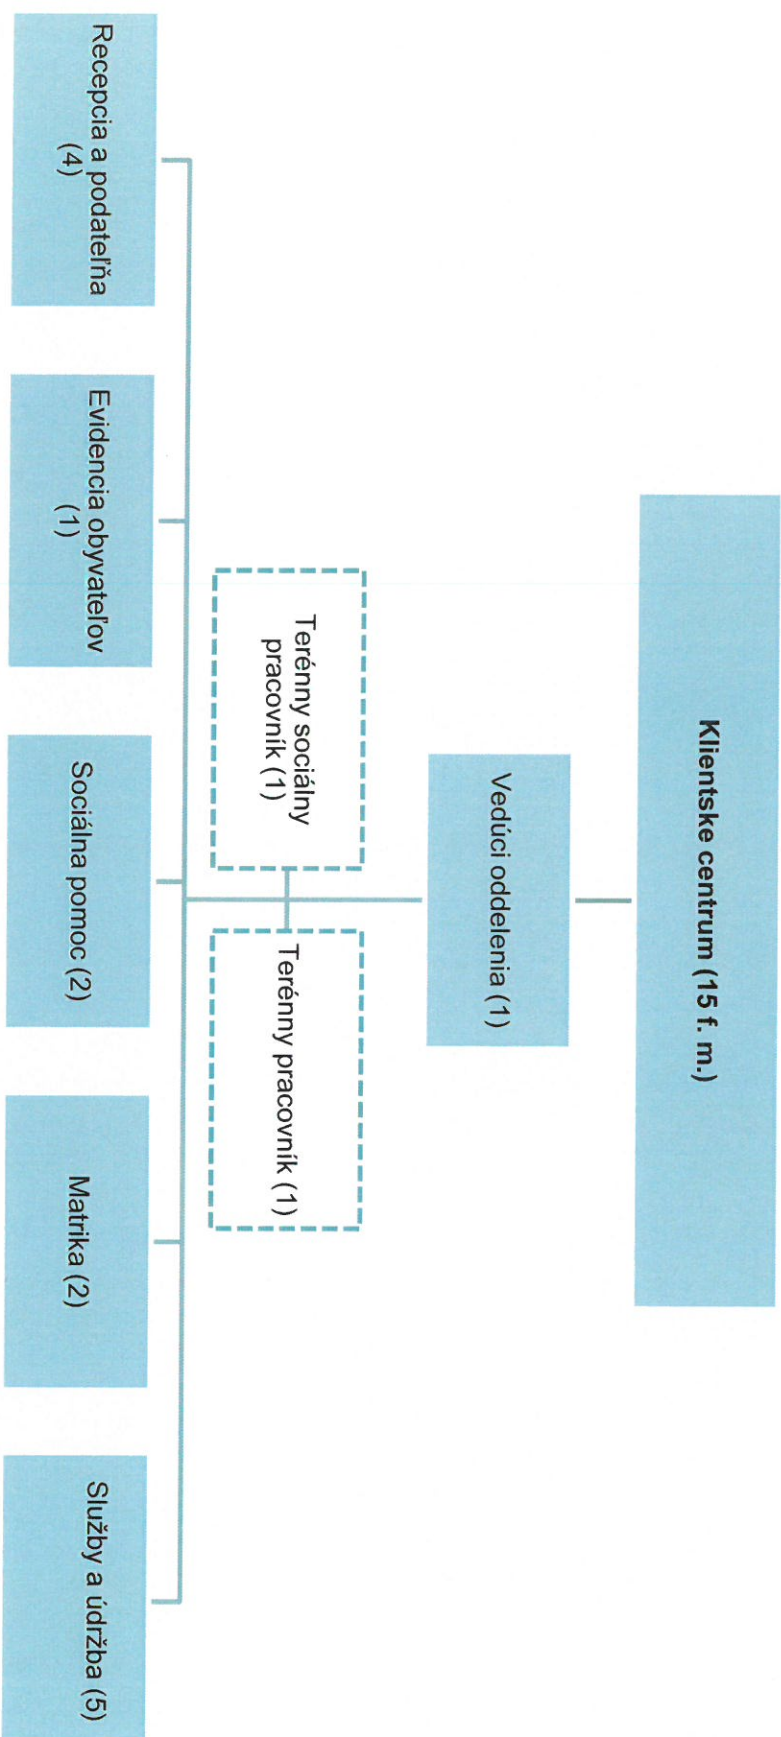 Klientske centrum (15 f. m.)
Vedúci oddelenia (1)
Terénny sociálny
pracovník (1)
Terénny pracovník (1)
Recepcia a podateľňa
(4)
Evidencia obyvateľov
(1)
Sociálna pomoc (2)
Matrika (2)
Služby a údržba (5)